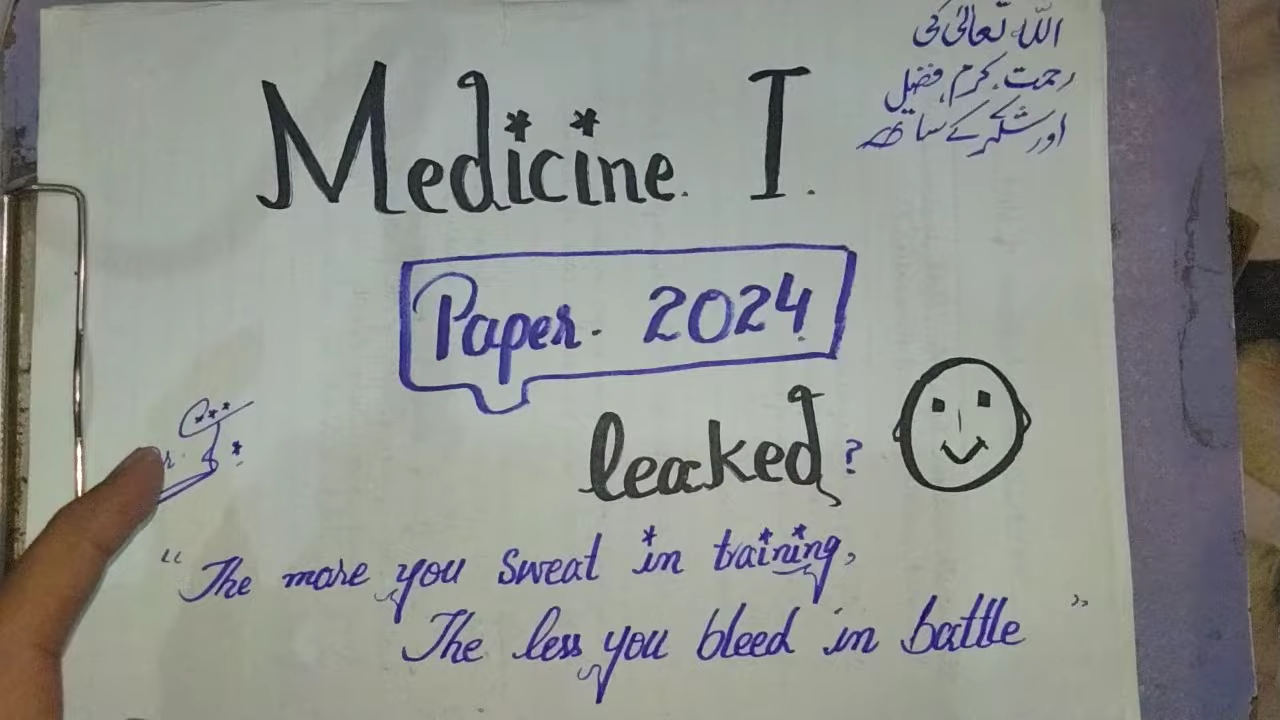 اللہ تعالیٰ کی
رحمت، کرم، فضل
اور شکر کے ساتھ
Medicine. I.
Paper. 2024.
leaked?
“The more you sweat in training,
The less you bleed in battle”